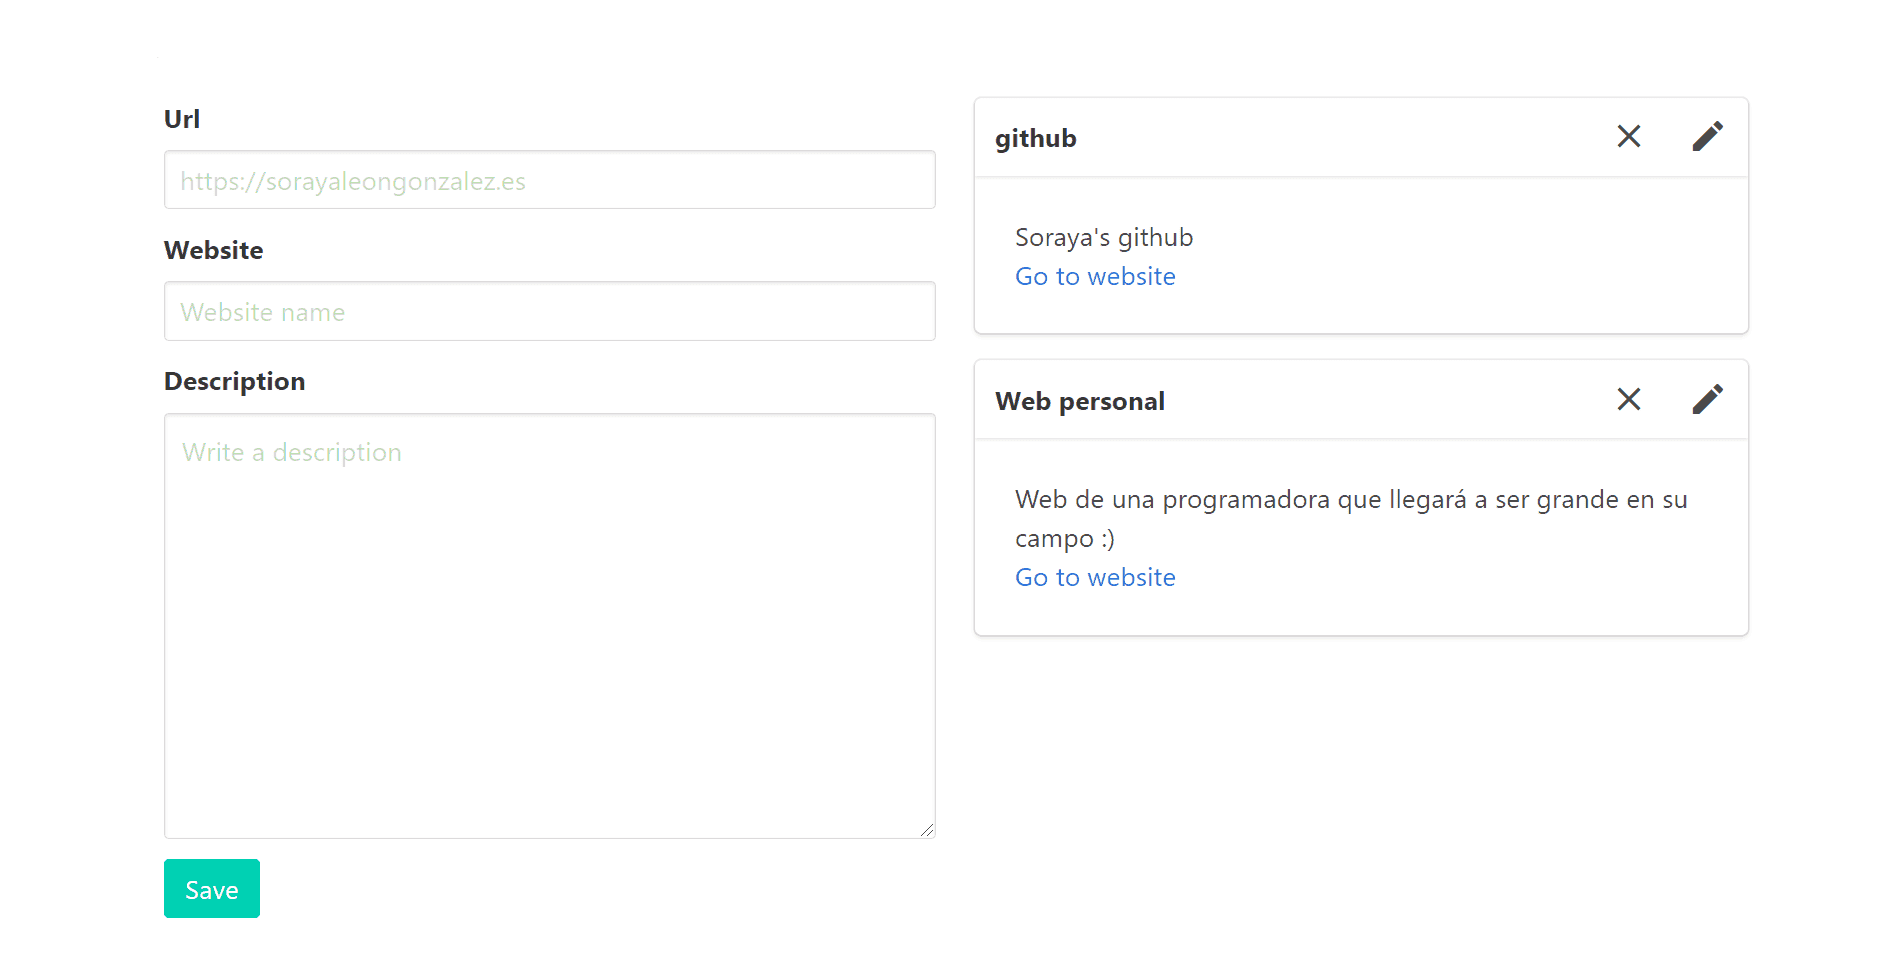 Url
https://sorayaleongonzalez.es
Website
Website name
Description
Write a description
Save
github
Soraya's github
Go to website
Web personal
Web de una programadora que llegará a ser grande en su
campo :)
Go to website